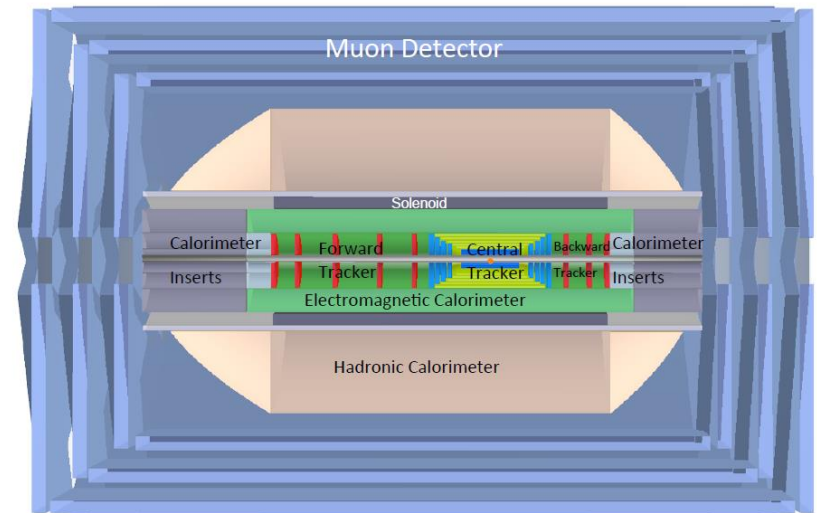 Muon Detector
Solenoid
Calorimeter Forward Central Backward Calorimeter
Inserts Tracker Tracker Tracker Inserts
Electromagnetic Calorimeter
Hadronic Calorimeter